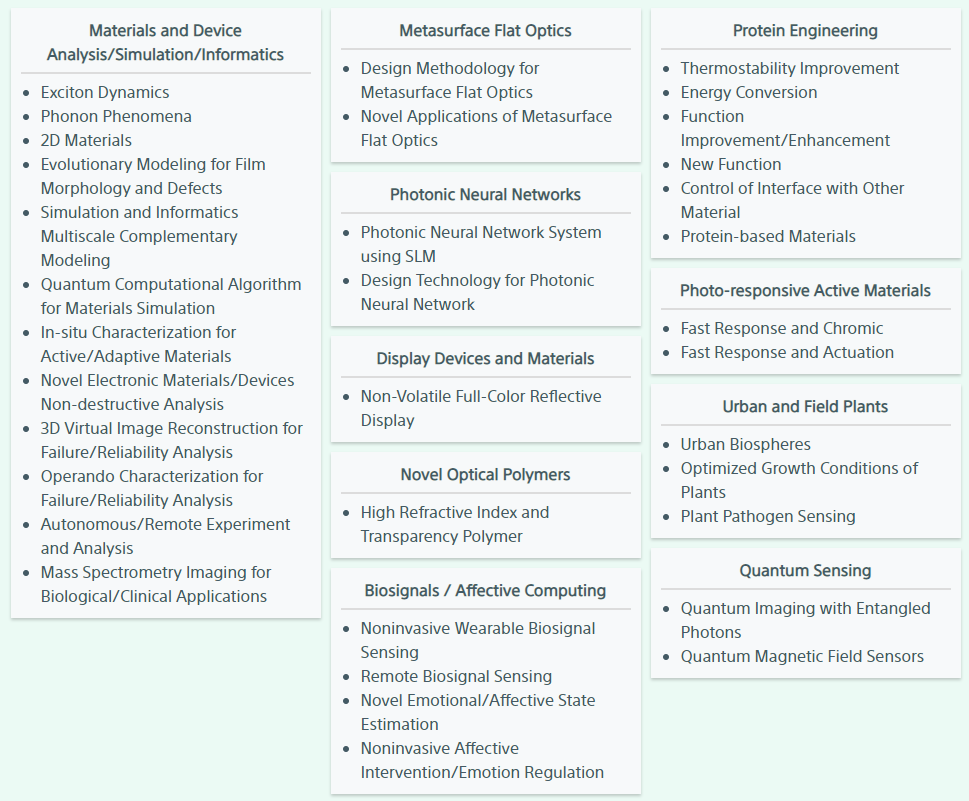 Materials and Device
Analysis/Simulation/Informatics
Exciton Dynamics
Phonon Phenomena
2D Materials
Evolutionary Modeling for Film
Morphology and Defects
Simulation and Informatics
Multiscale Complementary
Modeling
Quantum Computational Algorithm
for Materials Simulation
In-situ Characterization for
Active/Adaptive Materials
Novel Electronic Materials/Devices
Non-destructive Analysis
3D Virtual Image Reconstruction for
Failure/Reliability Analysis
Operando Characterization for
Failure/Reliability Analysis
Autonomous/Remote Experiment
and Analysis
Mass Spectrometry Imaging for
Biological/Clinical Applications
Metasurface Flat Optics
Design Methodology for
Metasurface Flat Optics
Novel Applications of Metasurface
Flat Optics
Photonic Neural Networks
Photonic Neural Network System
using SLM
Design Technology for Photonic
Neural Network
Display Devices and Materials
Non-Volatile Full-Color Reflective
Display
Novel Optical Polymers
High Refractive Index and
Transparency Polymer
Biosignals / Affective Computing
Noninvasive Wearable Biosignal
Sensing
Remote Biosignal Sensing
Novel Emotional/Affective State
Estimation
Noninvasive Affective
Intervention/Emotion Regulation
Protein Engineering
Thermostability Improvement
Energy Conversion
Function
Improvement/Enhancement
New Function
Control of Interface with Other
Material
Protein-based Materials
Photo-responsive Active Materials
Fast Response and Chromic
Fast Response and Actuation
Urban and Field Plants
Urban Biospheres
Optimized Growth Conditions of
Plants
Plant Pathogen Sensing
Quantum Sensing
Quantum Imaging with Entangled
Photons
Quantum Magnetic Field Sensors